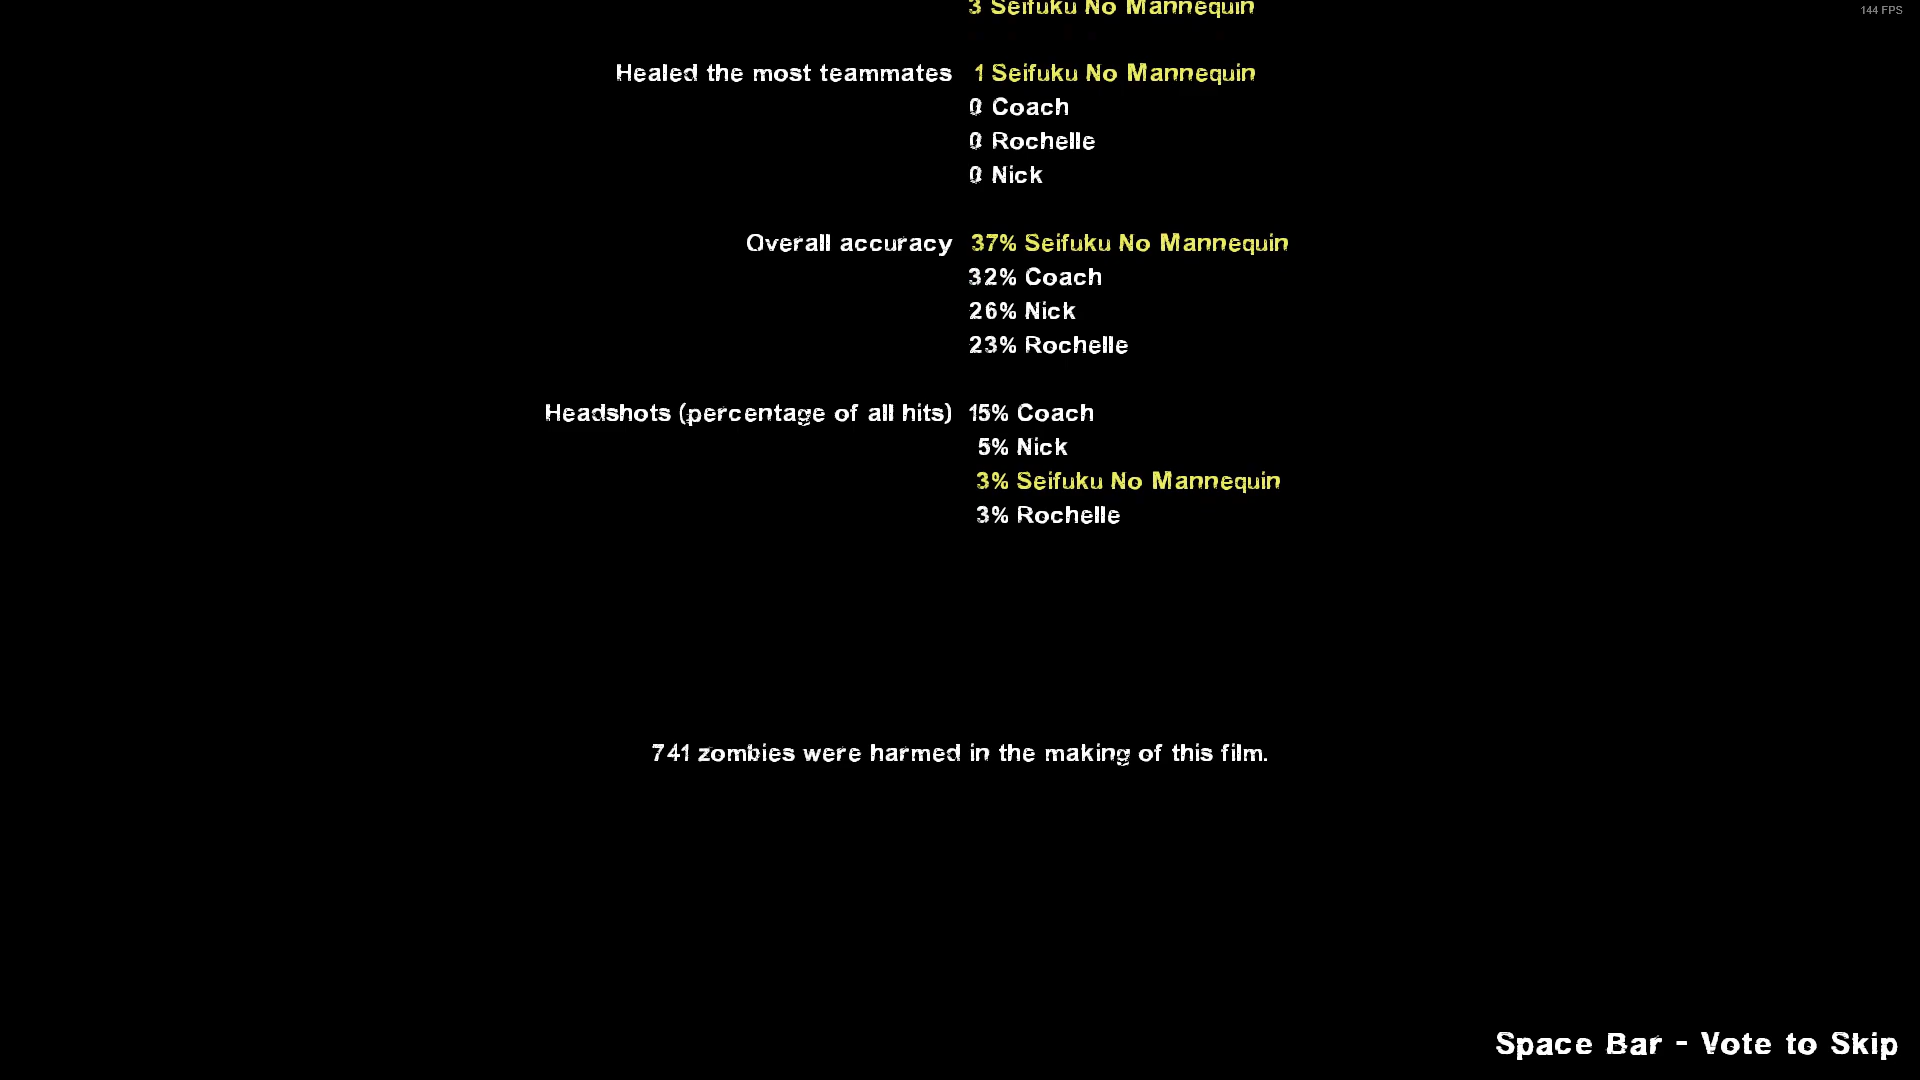 3 Seifuku No Mannequin
144 FPS
Healed the most teammates 1 Seifuku No Mannequin
0 Coach
0 Rochelle
0 Nick
Overall accuracy 37% Seifuku No Mannequin
32% Coach
26% Nick
23% Rochelle
Headshots (percentage of all hits) 15% Coach
5% Nick
3% Seifuku No Mannequin
3% Rochelle
741 zombies were harmed in the making of this film.
Space Bar - Vote to Skip